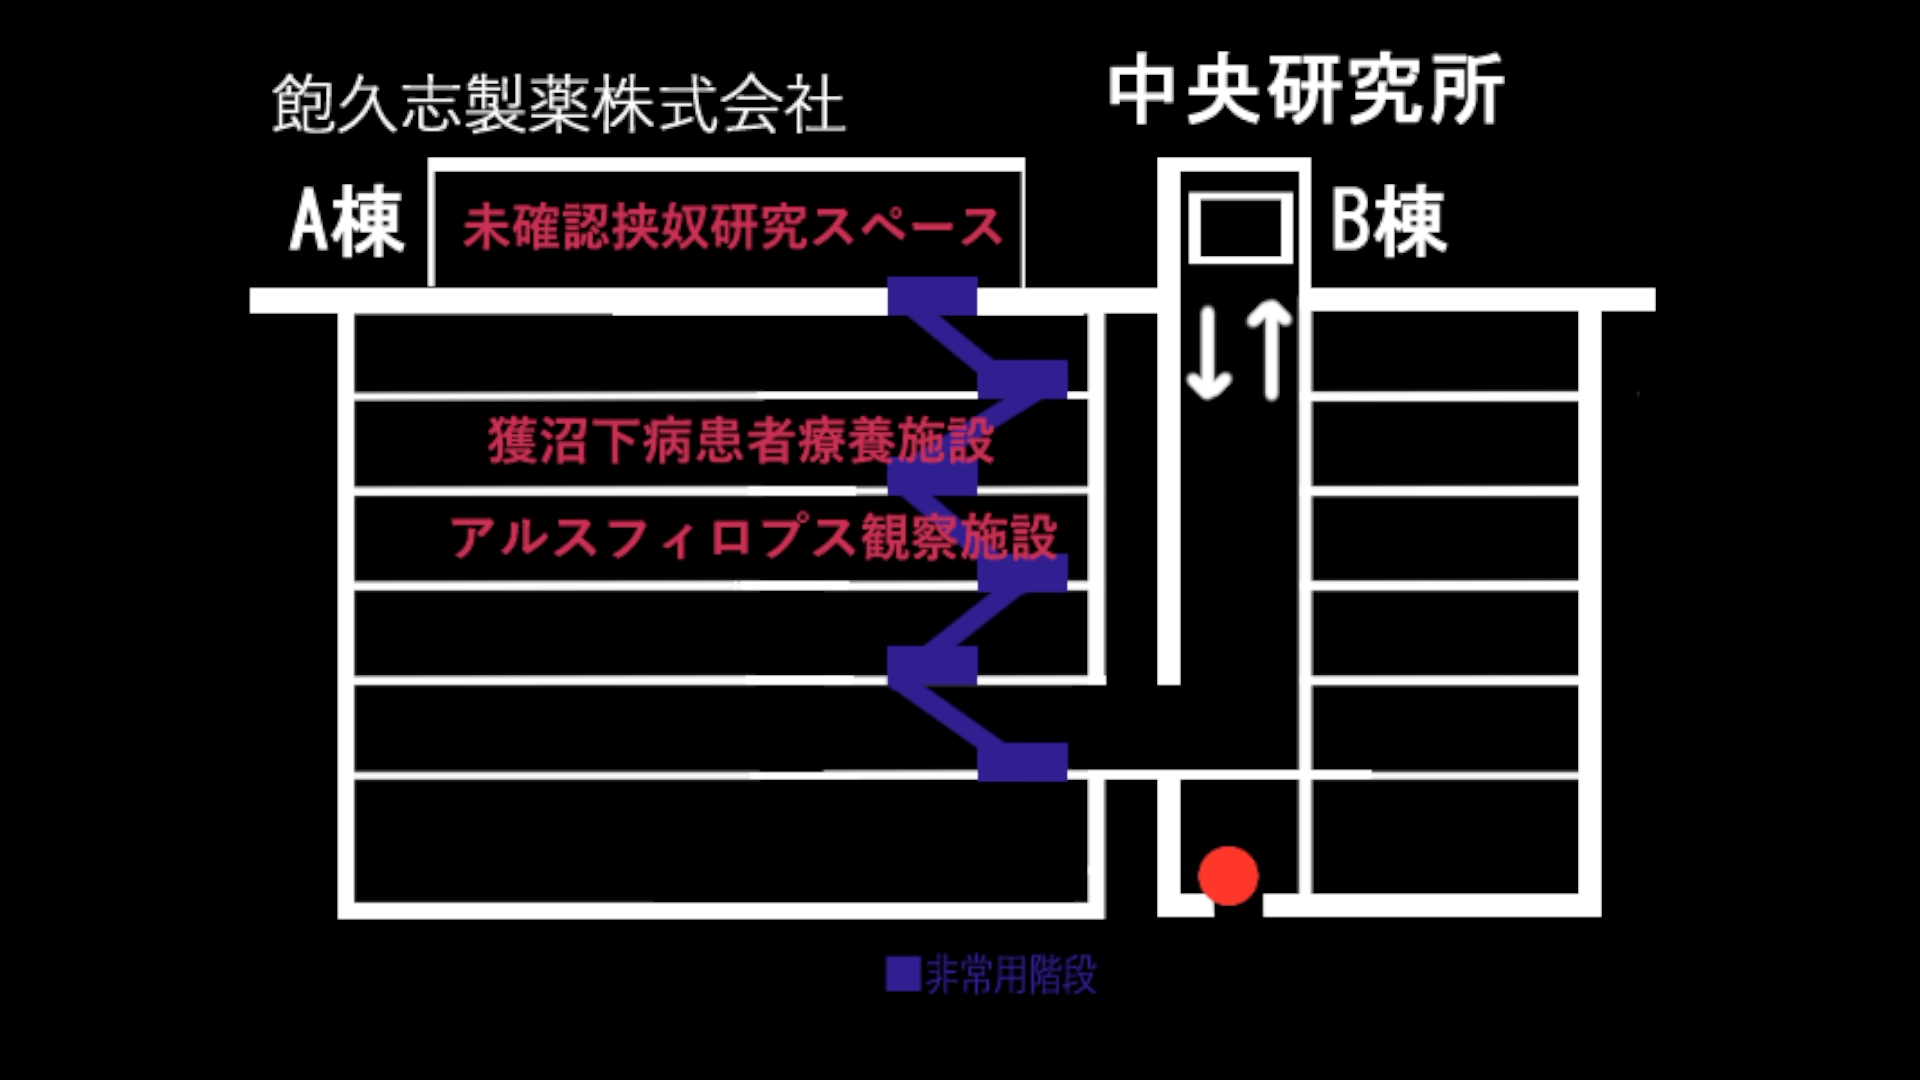 飽久志製薬株式会社
中央研究所
A棟
B棟
未確認挟奴研究スペース
獲沼下病患者療養施設
アルスフィロプス観察施設
■非常用階段